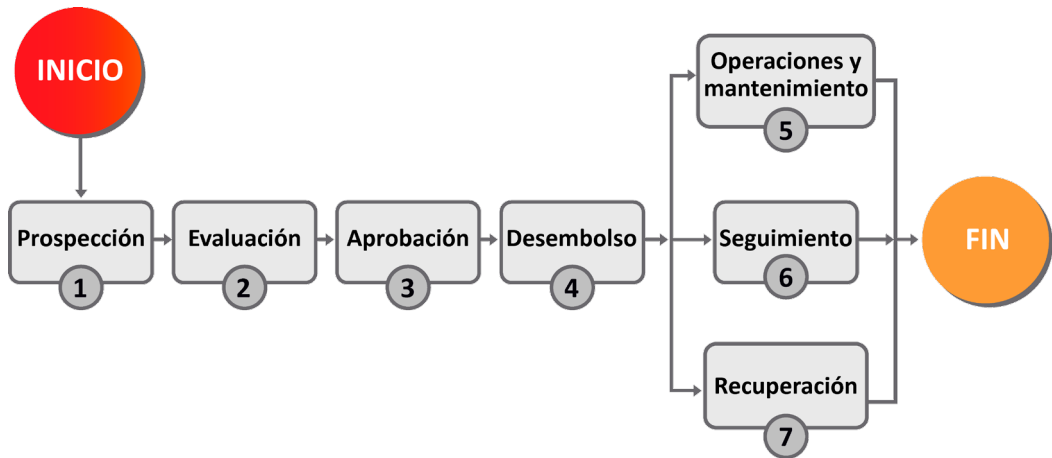 INICIO
Prospección
1
Evaluación
2
Aprobación
3
Desembolso
4
Operaciones y
mantenimiento
5
Seguimiento
6
Recuperación
7
FIN